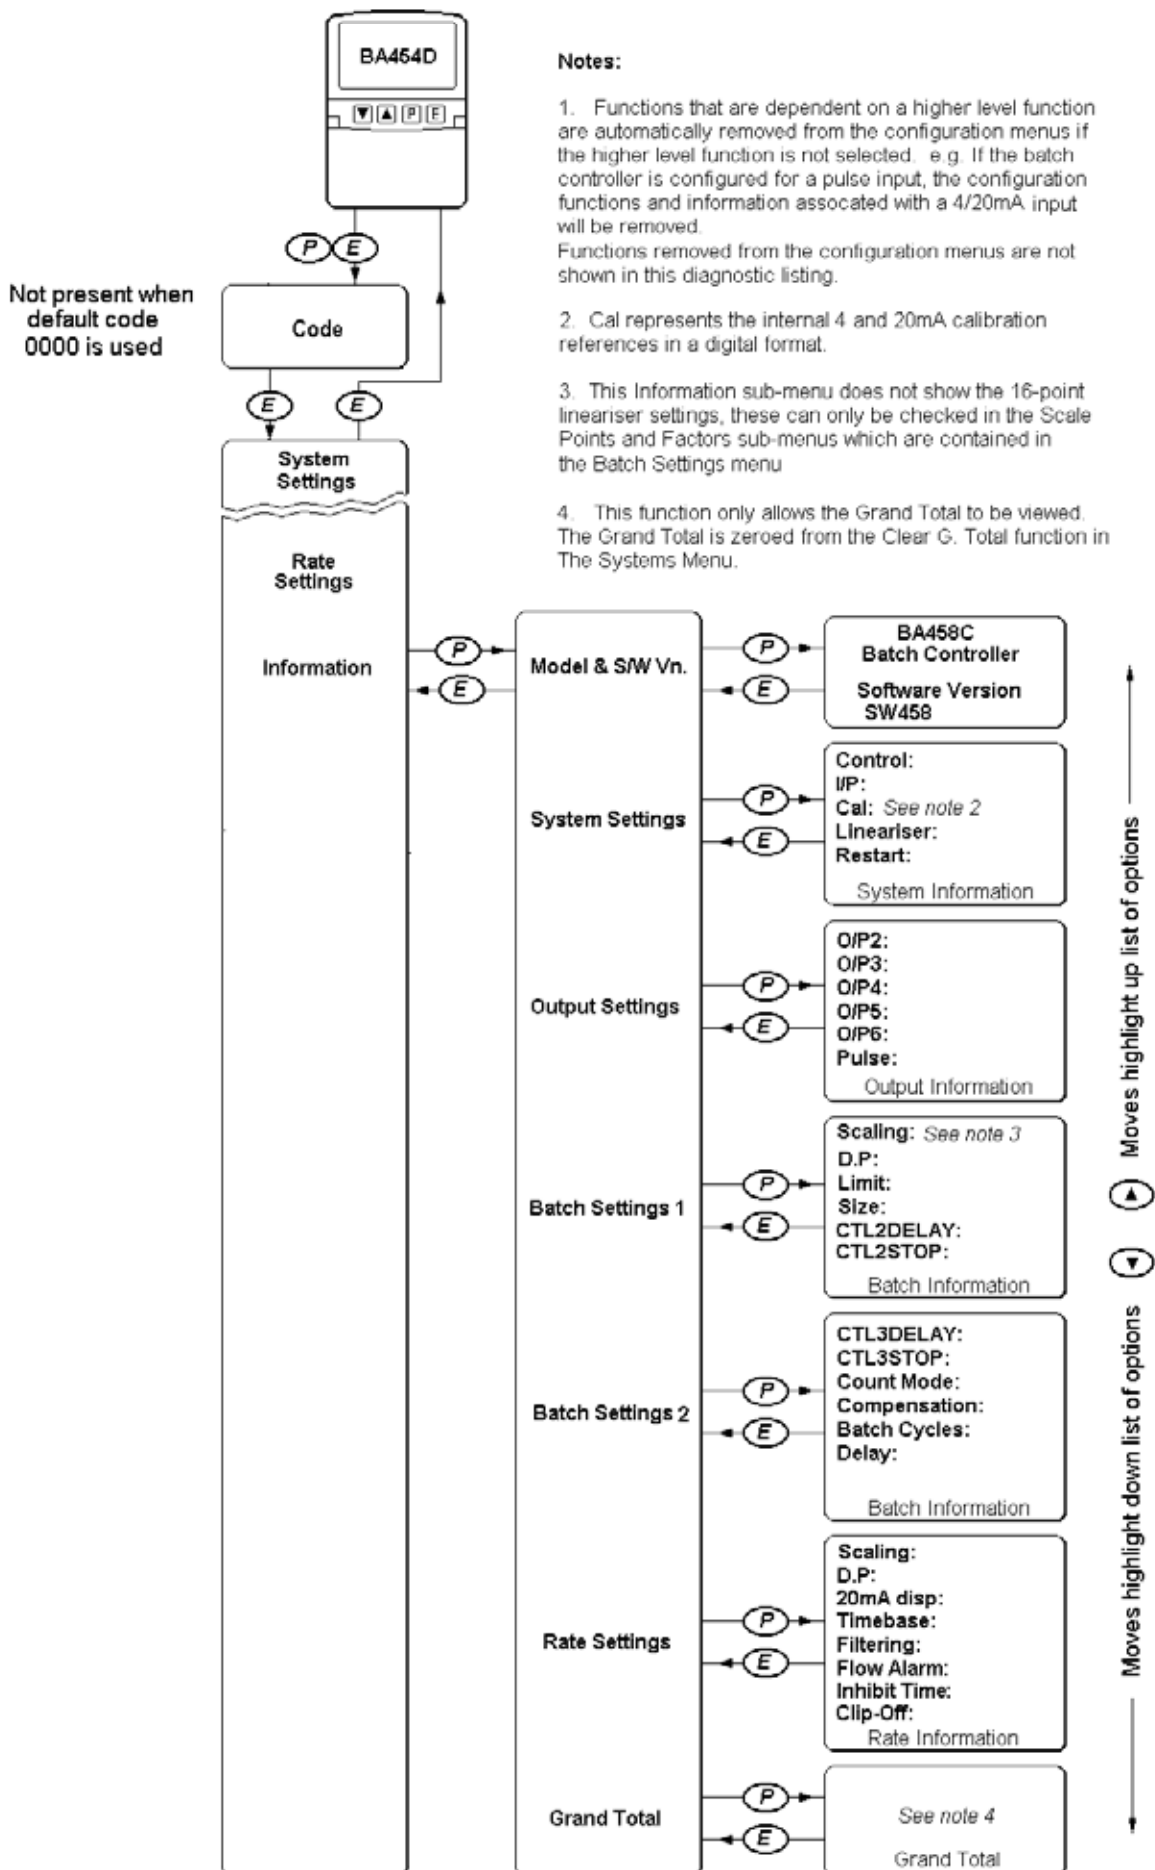 BA454D
P E
Notes:
1. Functions that are dependent on a higher level function
are automatically removed from the configuration menus if
the higher level function is not selected. e.g. If the batch
controller is configured for a pulse input, the configuration
functions and information assocated with a 4/20mA input
will be removed.
Functions removed from the configuration menus are not
shown in this diagnostic listing.
2. Cal represents the internal 4 and 20mA calibration
references in a digital format.
3. This Information sub-menu does not show the 16-point
lineariser settings, these can only be checked in the Scale
Points and Factors sub-menus which are contained in
the Batch Settings menu
4. This function only allows the Grand Total to be viewed.
The Grand Total is zeroed from the Clear G. Total function in
The Systems Menu.
P E
Not present when
default code
0000 is used
Code
E E
System
Settings
Rate
Settings
Information
P
E
Model & S/W Vn.
P
E
BA458C
Batch Controller
Software Version
SW458
System Settings
P
E
Control:
I/P:
Cal: See note 2
Lineariser:
Restart:
System Information
Output Settings
P
E
O/P2:
O/P3:
O/P4:
O/P5:
O/P6:
Pulse:
Output Information
Batch Settings 1
P
E
Scaling: See note 3
D.P:
Limit:
Size:
CTL2DELAY:
CTL2STOP:
Batch Information
Batch Settings 2
P
E
CTL3DELAY:
CTL3STOP:
Count Mode:
Compensation:
Batch Cycles:
Delay:
Batch Information
Rate Settings
P
E
Scaling:
D.P:
20mA disp:
Timebase:
Filtering:
Flow Alarm:
Inhibit Time:
Clip-Off:
Rate Information
Grand Total
P
E
See note 4
Grand Total
Moves highlight up list of options
Moves highlight down list of options